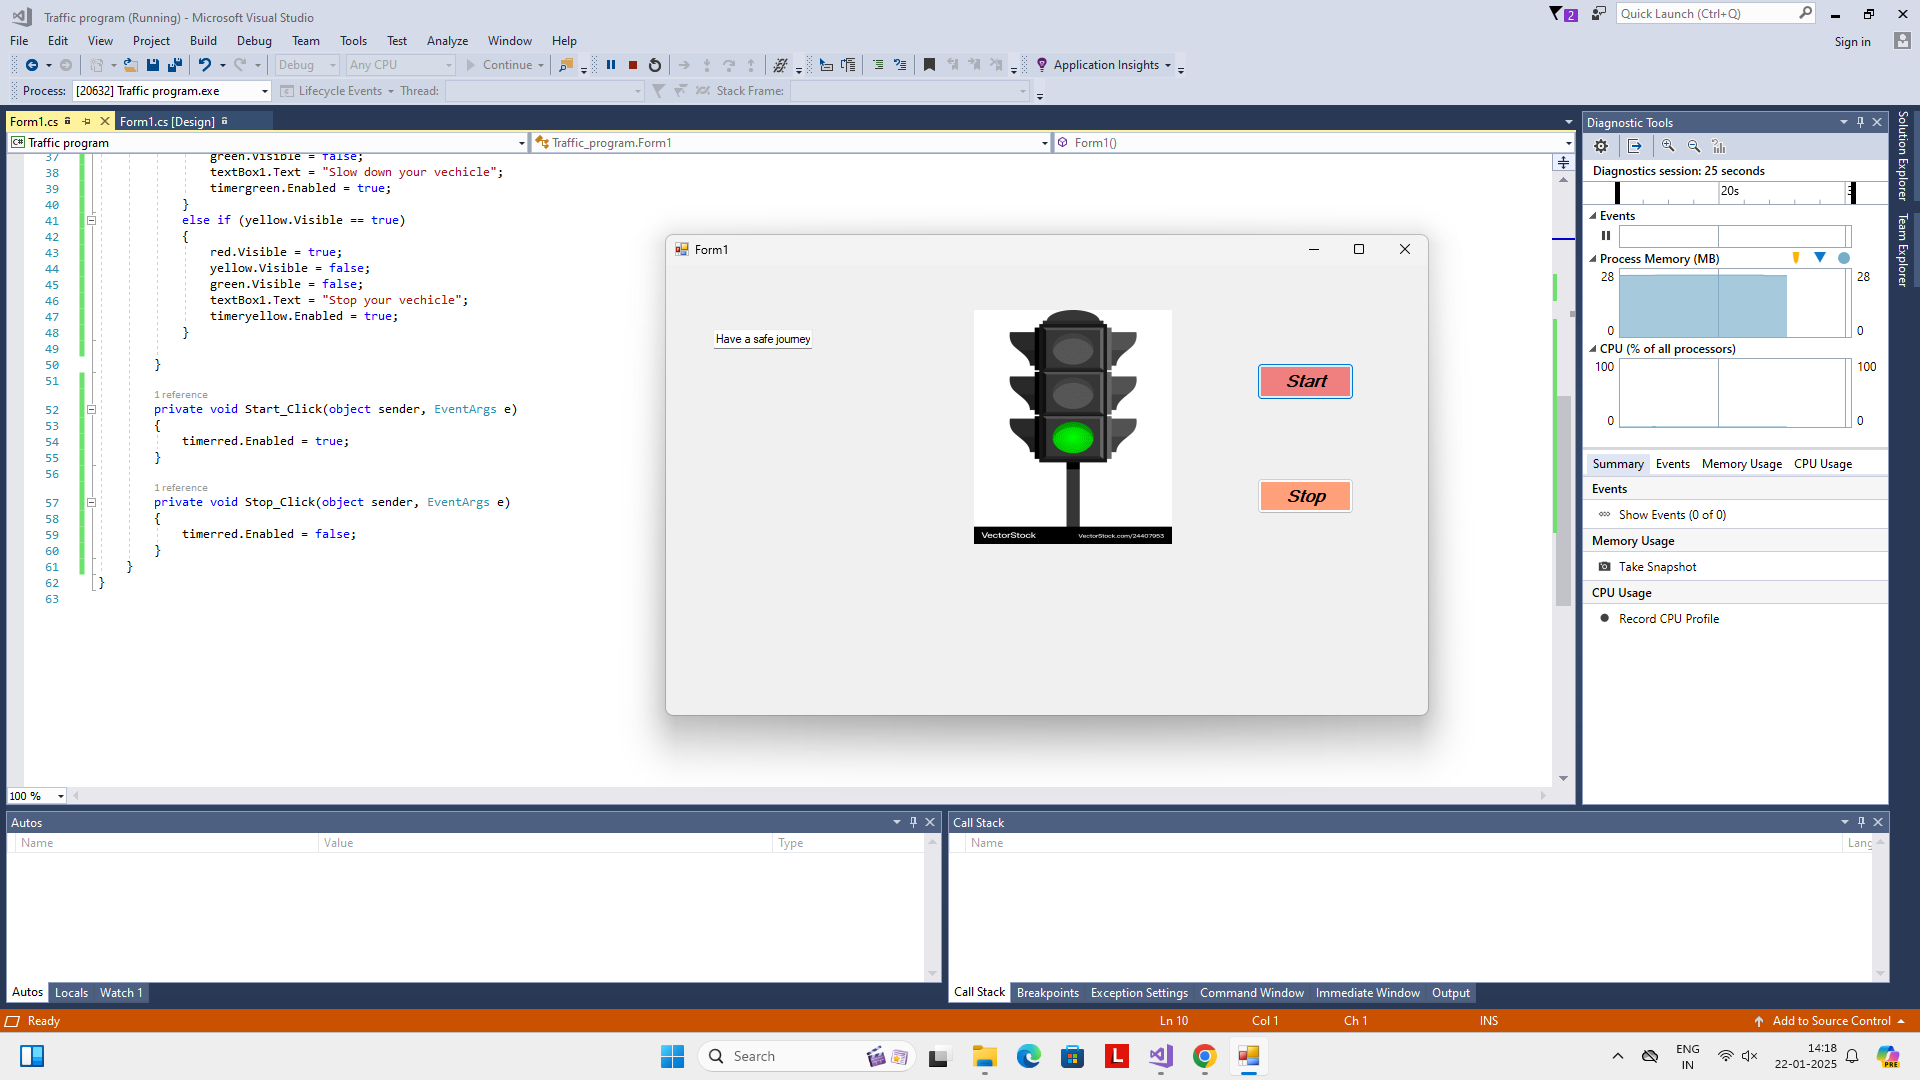 Traffic program (Running) - Microsoft Visual Studio
2
Quick Launch (Ctrl+Q)
File Edit View Project Build Debug Team Tools Test Analyze Window Help
Sign in
Debug Any CPU Continue Application Insights
Process: [20632] Traffic program.exe Lifecycle Events Thread: Stack Frame:
Form1.cs Form1.cs [Design]
Traffic program Traffic_program.Form1 Form1()
37 green.Visible = false;
38 textBox1.Text = "Slow down your vechicle";
39 timergreen.Enabled = true;
40 }
41 else if (yellow.Visible == true)
42 {
43 red.Visible = true;
44 yellow.Visible = false;
45 green.Visible = false;
46 textBox1.Text = "Stop your vechicle";
47 timeryellow.Enabled = true;
48 }
49
50 }
51
1 reference
52 private void Start_Click(object sender, EventArgs e)
53 {
54 timerred.Enabled = true;
55 }
56
1 reference
57 private void Stop_Click(object sender, EventArgs e)
58 {
59 timerred.Enabled = false;
60 }
61 }
62 }
63
100 %
Form1
Have a safe journey
Start
Stop
VectorStock VectorStock.com/24407953
Diagnostic Tools
Diagnostics session: 25 seconds
20s
Events
Process Memory (MB)
28 28
0 0
CPU (% of all processors)
100 100
0 0
Summary Events Memory Usage CPU Usage
Events
Show Events (0 of 0)
Memory Usage
Take Snapshot
CPU Usage
Record CPU Profile
Solution Explorer
Team Explorer
Autos
Name Value Type
Autos Locals Watch 1
Call Stack
Name Lang
Call Stack Breakpoints Exception Settings Command Window Immediate Window Output
Ready Ln 10 Col 1 Ch 1 INS Add to Source Control
Search
L
ENG
IN
14:18
22-01-2025
PRE